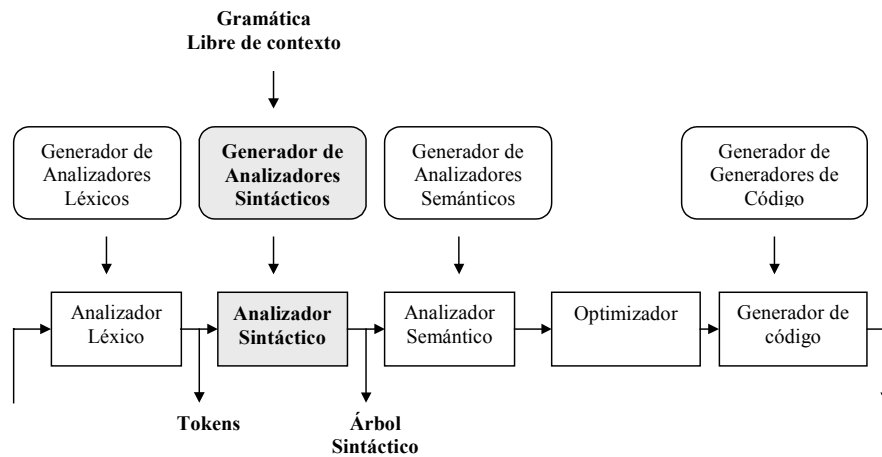 Gramática
Libre de contexto
Generador de
Analizadores
Léxicos
Generador de
Analizadores
Sintácticos
Generador de
Analizadores
Semánticos
Generador de
Generadores de
Código
Analizador
Léxico
Analizador
Sintáctico
Analizador
Semántico
Optimizador
Generador de
código
Tokens
Árbol
Sintáctico